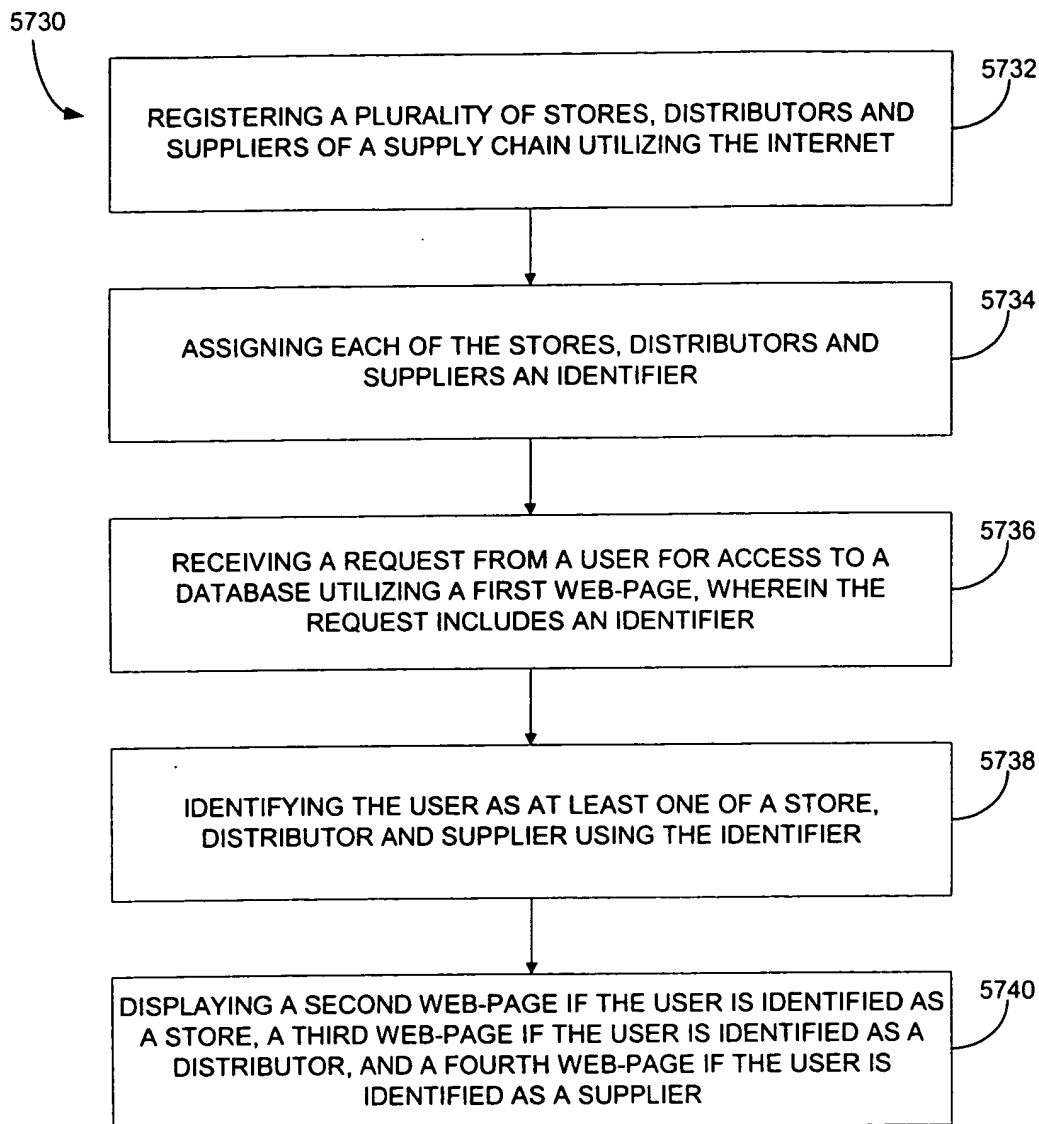 5730
5732
REGISTERING A PLURALITY OF STORES, DISTRIBUTORS AND
SUPPLIERS OF A SUPPLY CHAIN UTILIZING THE INTERNET
5734
ASSIGNING EACH OF THE STORES, DISTRIBUTORS AND
SUPPLIERS AN IDENTIFIER
5736
RECEIVING A REQUEST FROM A USER FOR ACCESS TO A
DATABASE UTILIZING A FIRST WEB-PAGE, WHEREIN THE
REQUEST INCLUDES AN IDENTIFIER
5738
IDENTIFYING THE USER AS AT LEAST ONE OF A STORE,
DISTRIBUTOR AND SUPPLIER USING THE IDENTIFIER
5740
DISPLAYING A SECOND WEB-PAGE IF THE USER IS IDENTIFIED AS
A STORE, A THIRD WEB-PAGE IF THE USER IS IDENTIFIED AS A
DISTRIBUTOR, AND A FOURTH WEB-PAGE IF THE USER IS
IDENTIFIED AS A SUPPLIER